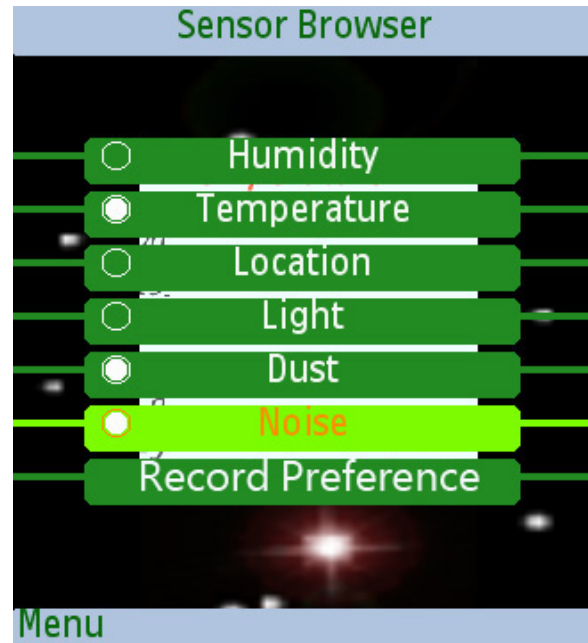 Sensor Browser
Humidity
Temperature
Location
Light
Dust
Noise
Record Preference
Menu